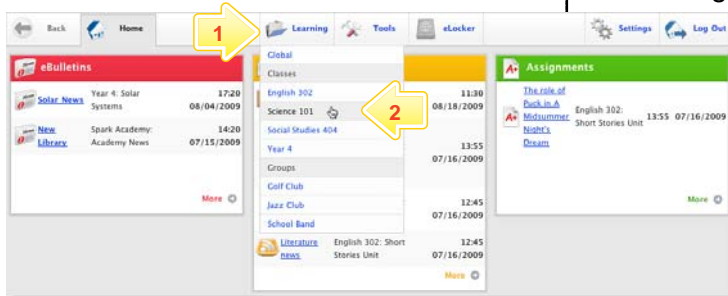 Back Home 1 Learning Tools eLocker Settings Log Out
eBulletins
Solar News Year 4: Solar Systems 17:20 08/04/2009
New Library Spark Academy: Academy News 14:20 07/15/2009
More
Global
Classes
English 302
Science 101 2
Social Studies 404
Year 4
Groups
Golf Club
Jazz Club
School Band
11:30
08/18/2009
13:55
07/16/2009
12:45
07/16/2009
Literature news English 302: Short Stories Unit 12:45 07/16/2009
More
A+ Assignments
A+ The role of Puck in A Midsummer Night's Dream English 302: Short Stories Unit 13:55 07/16/2009
More